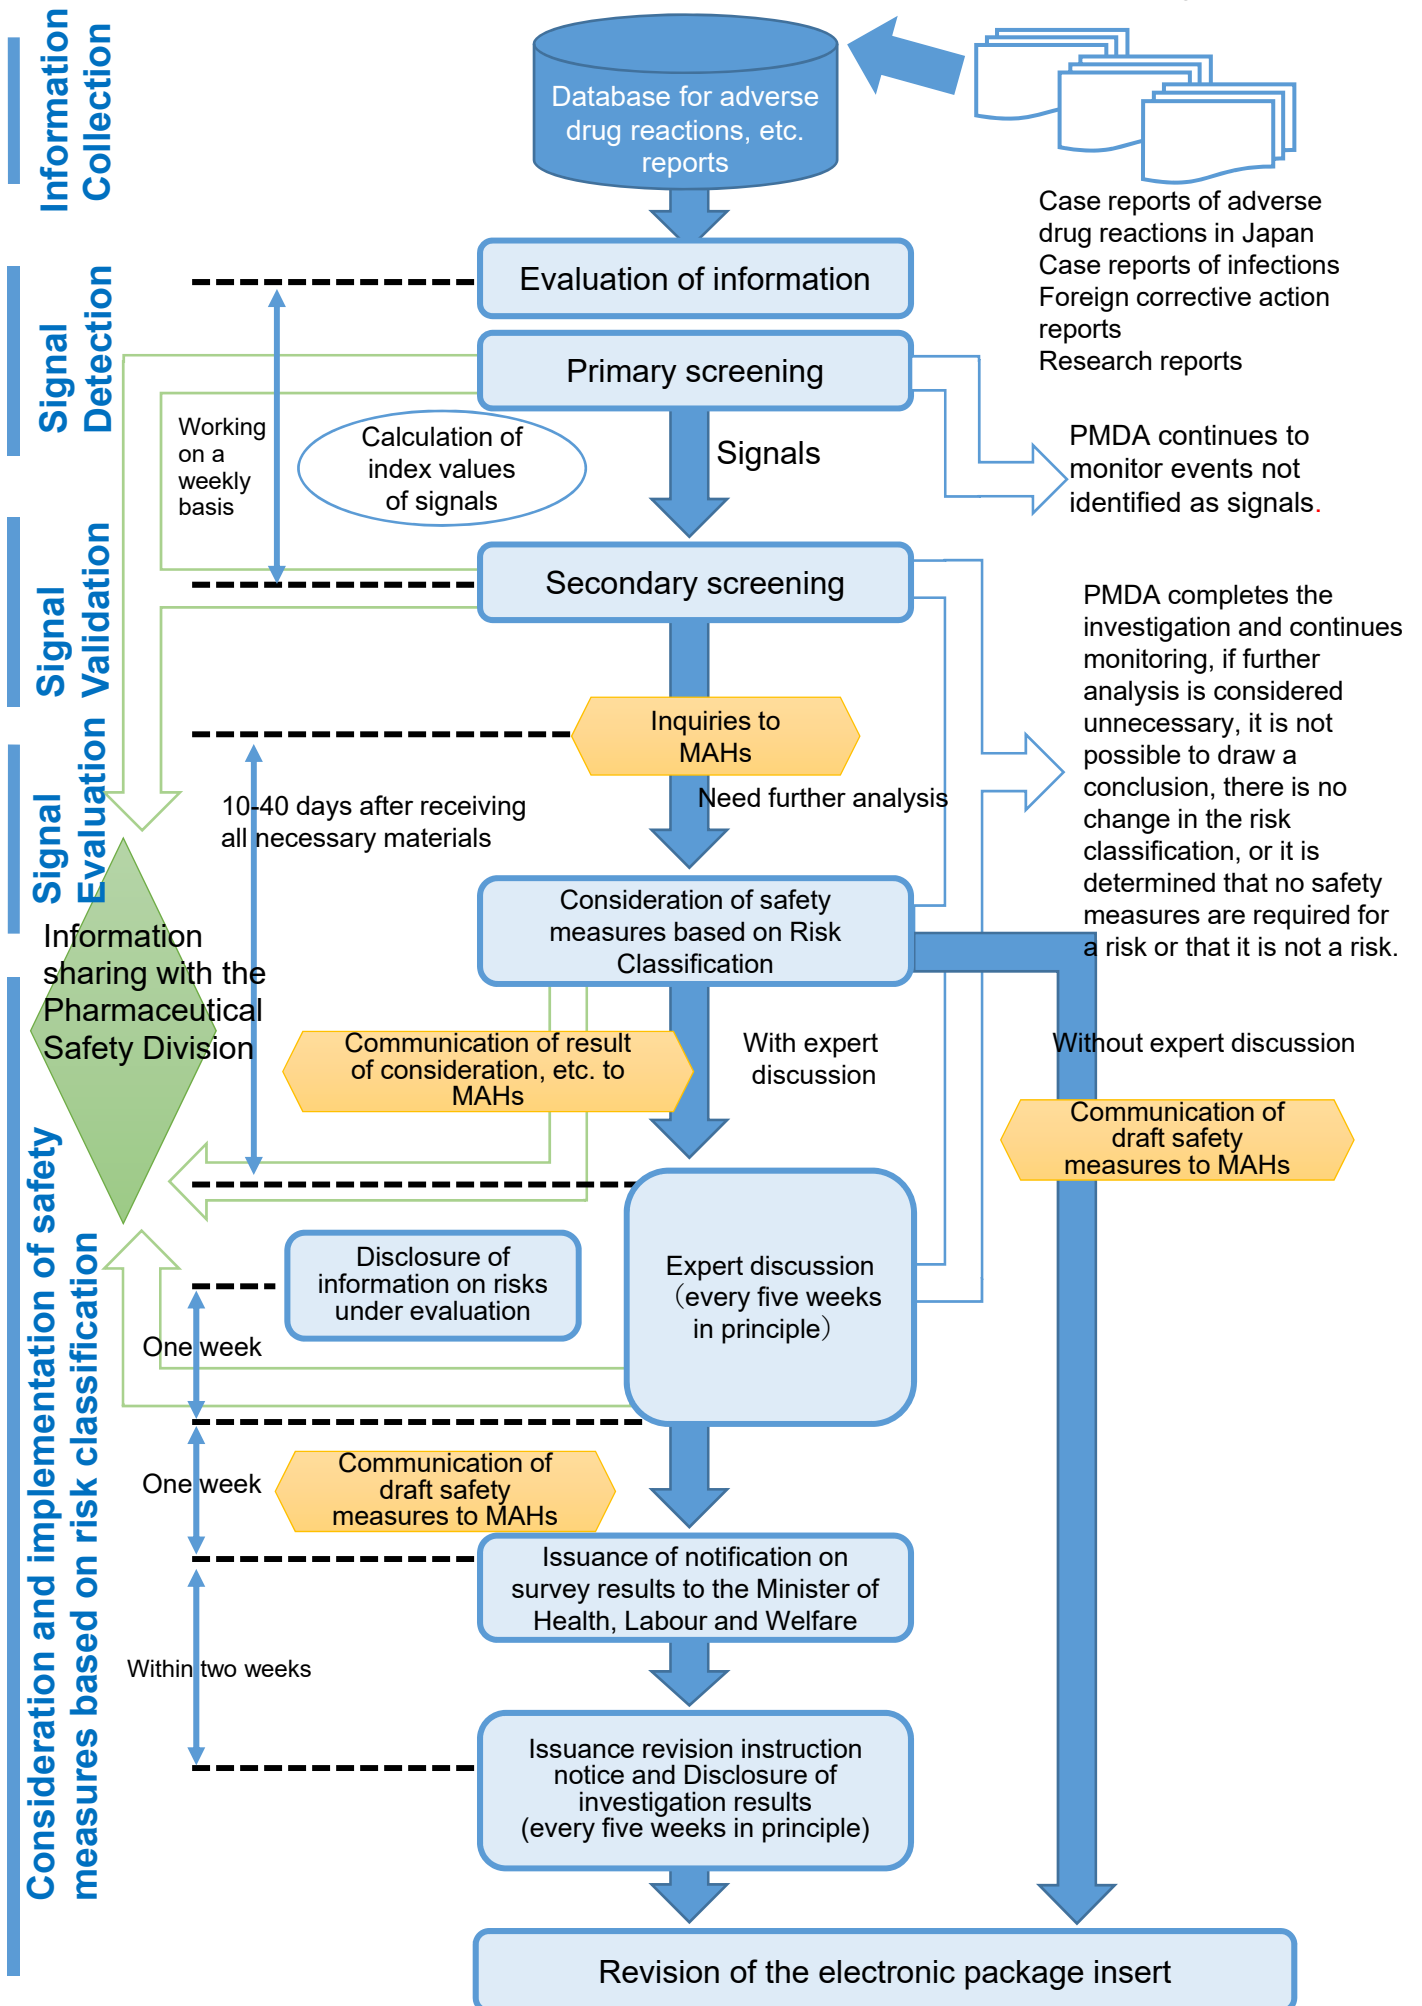 Information
Collection
Database for adverse
drug reactions, etc.
reports
Case reports of adverse
drug reactions in Japan
Case reports of infections
Foreign corrective action
reports
Research reports
Signal
Detection
Evaluation of information
Primary screening
Working
on a
weekly
basis
Calculation of
index values
of signals
Signals
PMDA continues to
monitor events not
identified as signals.
Signal
Validation
Secondary screening
PMDA completes the
investigation and continues
monitoring, if further
analysis is considered
unnecessary, it is not
possible to draw a
conclusion, there is no
change in the risk
classification, or it is
determined that no safety
measures are required for
a risk or that it is not a risk.
Signal
Evaluation
Inquiries to
MAHs
Need further analysis
10-40 days after receiving
all necessary materials
Consideration of safety
measures based on Risk
Classification
Information
sharing with the
Pharmaceutical
Safety Division
Consideration and implementation of safety
measures based on risk classification
Communication of result
of consideration, etc. to
MAHs
With expert
discussion
Without expert discussion
Communication of
draft safety
measures to MAHs
Disclosure of
information on risks
under evaluation
Expert discussion
（every five weeks
in principle）
One week
One week
Communication of
draft safety
measures to MAHs
Issuance of notification on
survey results to the Minister of
Health, Labour and Welfare
Within two weeks
Issuance revision instruction
notice and Disclosure of
investigation results
(every five weeks in principle)
Revision of the electronic package insert